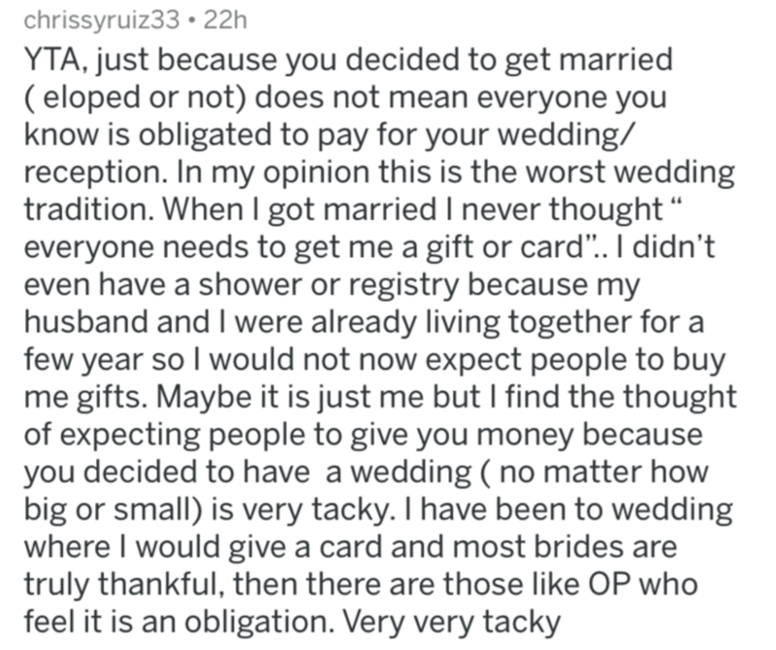 chrissyruiz33 • 22h
YTA, just because you decided to get married
( eloped or not) does not mean everyone you
know is obligated to pay for your wedding/
reception. In my opinion this is the worst wedding
tradition. When I got married I never thought “
everyone needs to get me a gift or card”.. I didn’t
even have a shower or registry because my
husband and I were already living together for a
few year so I would not now expect people to buy
me gifts. Maybe it is just me but I find the thought
of expecting people to give you money because
you decided to have  a wedding ( no matter how
big or small) is very tacky. I have been to wedding
where I would give a card and most brides are
truly thankful, then there are those like OP who
feel it is an obligation. Very very tacky